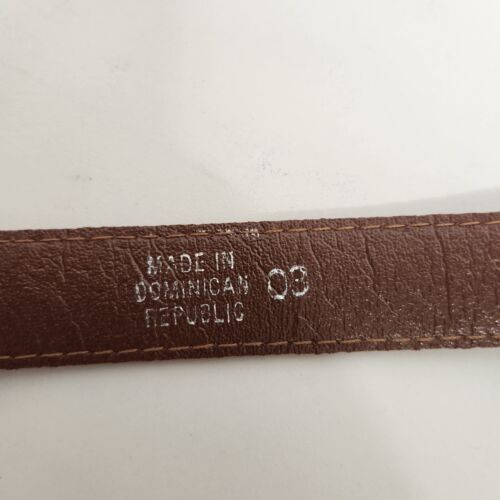 MADE IN
DOMINICAN
REPUBLIC
03